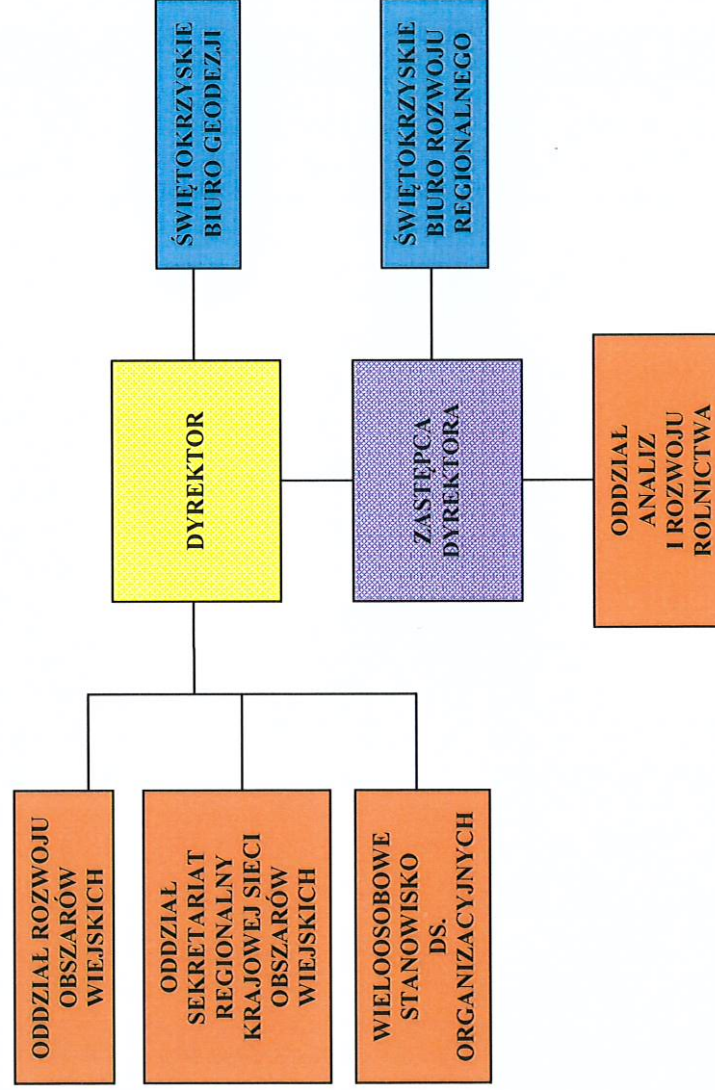 DYREKTOR
ŚWIĘTOKRZYSKIE
BIURO GEODEZJI
ZASTĘPCA
DYREKTORA
ŚWIĘTOKRZYSKIE
BIURO ROZWOJU
REGIONALNEGO
ODDZIAŁ ROZWOJU
OBSZARÓW
WIEJSKICH
ODDZIAŁ
SEKRETARIAT
REGIONALNY
KRAJOWEJ SIECI
OBSZARÓW
WIEJSKICH
WIELOOSOBOWE
STANOWISKO
DS.
ORGANIZACYJNYCH
ODDZIAŁ
ANALIZ
I ROZWOJU
ROLNICTWA